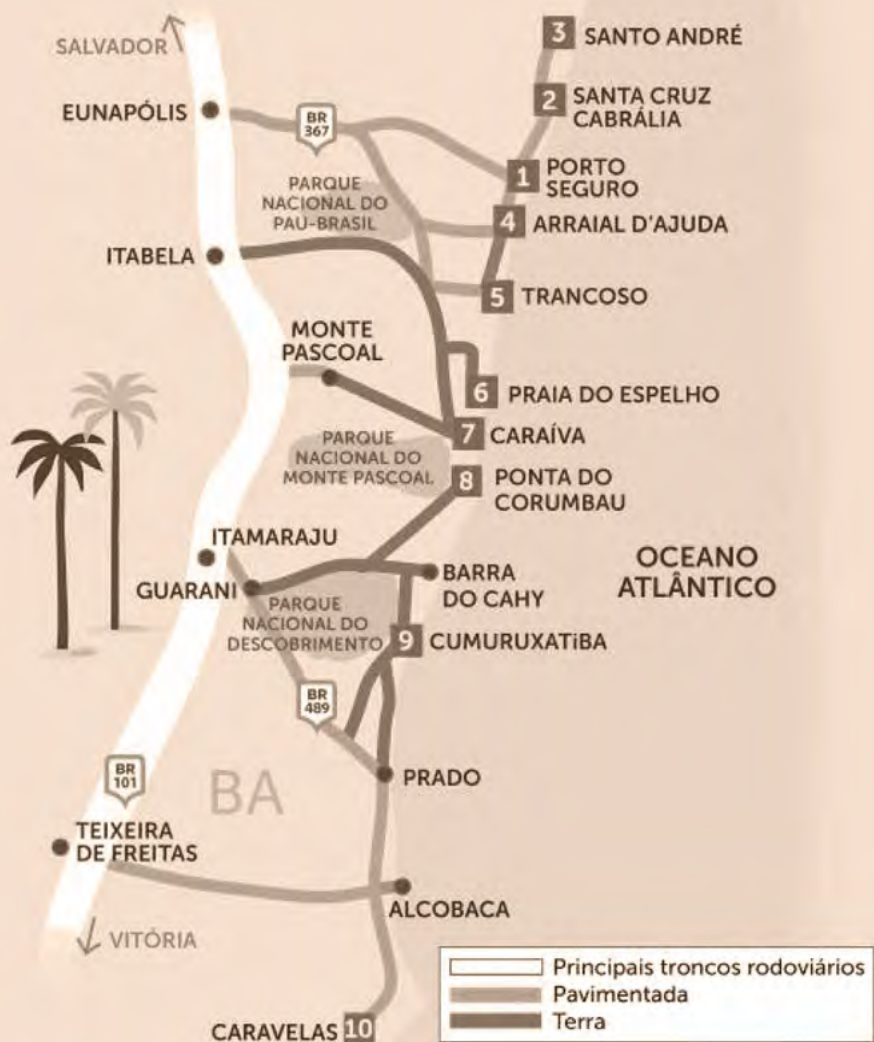 SALVADOR
3 SANTO ANDRÉ
EUNAPÓLIS
BR
367
2 SANTA CRUZ
CABRÁLIA
PARQUE
NACIONAL DO
PAU-BRASIL
1 PORTO
SEGURO
4 ARRAIAL D'AJUDA
ITABELA
5 TRANCOSO
MONTE
PASCOAL
6 PRAIA DO ESPELHO
7 CARAÍVA
PARQUE
NACIONAL DO
MONTE PASCOAL
8 PONTA DO
CORUMBAU
ITAMARAJU
OCEANO
ATLÂNTICO
GUARANI
BARRA
DO CAHY
PARQUE
NACIONAL DO
DESCOBRIMENTO
9 CUMURUXATiBA
BR
489
PRADO
BR
101
BA
TEIXEIRA
DE FREITAS
ALCOBACA
VITÓRIA
CARAVELAS 10
Principais troncos rodoviários
Pavimentada
Terra